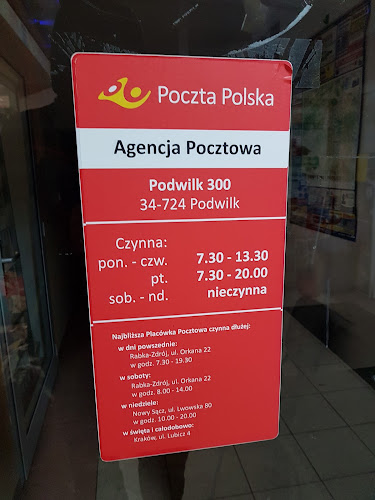 Poczta Polska
Agencja Pocztowa
Podwilk 300
34-724 Podwilk
Czynna:
pon. - czw. 7.30 - 13.30
pt. 7.30 - 20.00
sob. - nd. nieczynna
Najbliższa Placówka Pocztowa czynna dłużej:
w dni powszednie:
Rabka-Zdrój, ul. Orkana 22
w godz. 7.30 - 19.30
w soboty:
Rabka-Zdrój, ul. Orkana 22
w godz. 8.00 - 14.00
w niedziele:
Nowy Sącz, ul. Lwowska 80
w godz. 10.00 - 20.00
w święta i całodobowo:
Kraków, ul. Lubicz 4